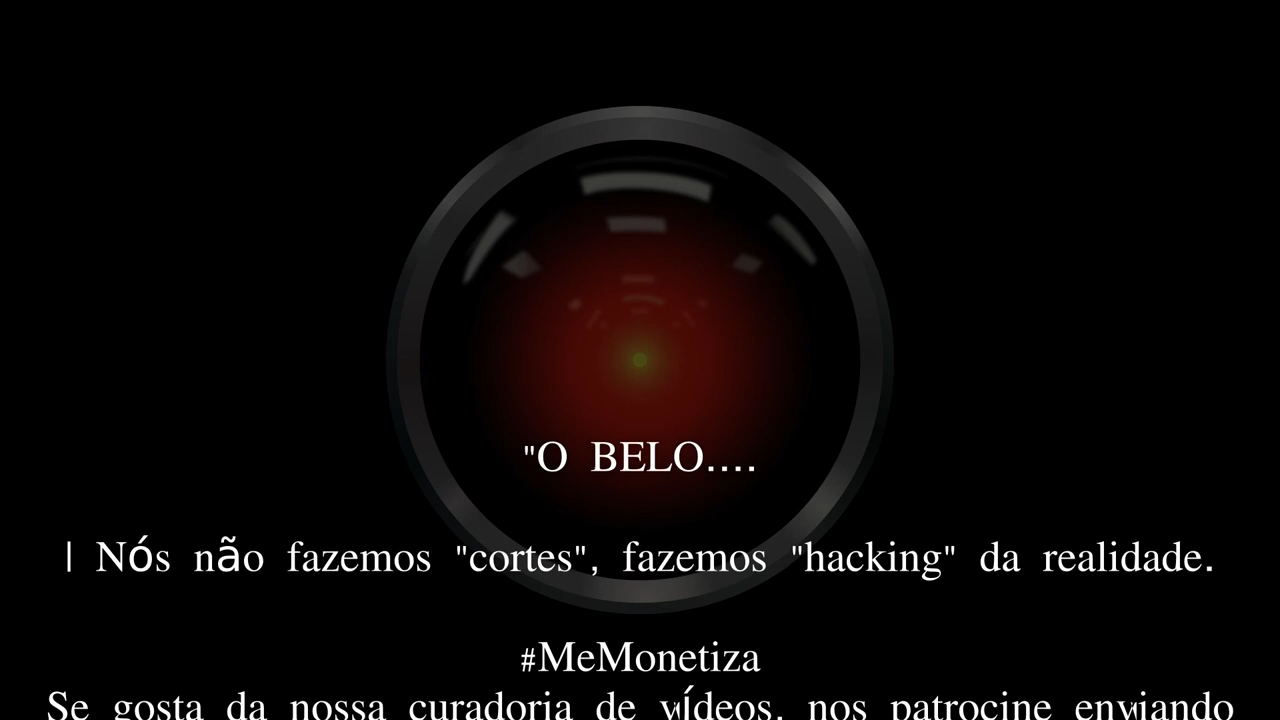 "O BELO....
| Nós não fazemos "cortes", fazemos "hacking" da realidade.
#MeMonetiza
Se gosta da nossa curadoria de vídeos, nos patrocine enviando